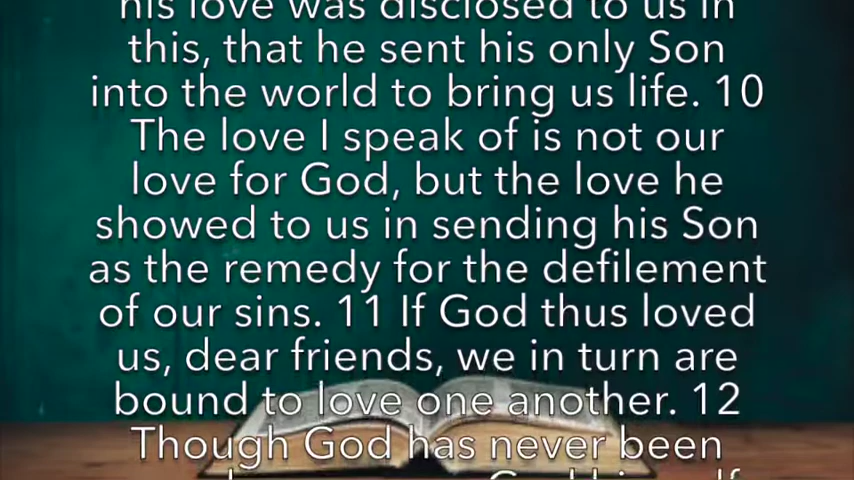 his love was disclosed to us in
this, that he sent his only Son
into the world to bring us life. 10
The love I speak of is not our
love for God, but the love he
showed to us in sending his Son
as the remedy for the defilement
of our sins. 11 If God thus loved
us, dear friends, we in turn are
bound to love one another. 12
Though God has never been
God himself